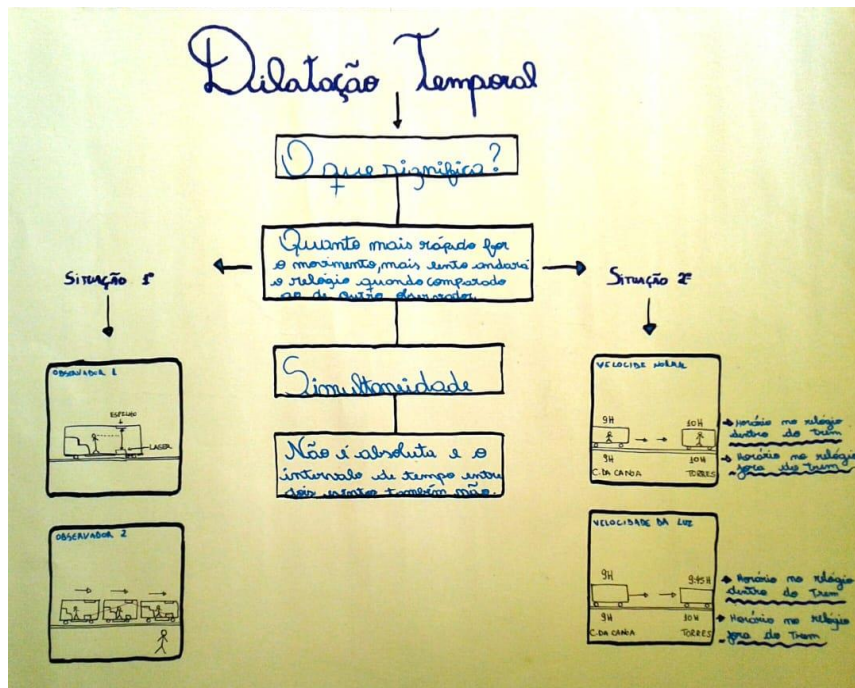 Dilatação Temporal
O que significa?
Quanto mais rápido for
o movimento, mais lento andará
o relógio quando comparado
ao de outro observador.
Simultaneidade
Não é absoluta e o
intervalo de tempo entre
dois eventos também não.
SITUAÇÃO 1ª
OBSERVADOR 1
ESPELHO
LASER
OBSERVADOR 2
SITUAÇÃO 2ª
VELOCIDE NORMAL
9H 10H
Horário no relógio
dentro do trem
9H 10H
Horário no relógio
fora do trem
C.DA CANOA TORRES
VELOCIDADE DA LUZ
9H 9:45H
Horário no relógio
dentro do Trem
9H 10H
Horário no relógio
fora do Trem
C.DA CANOA TORRES